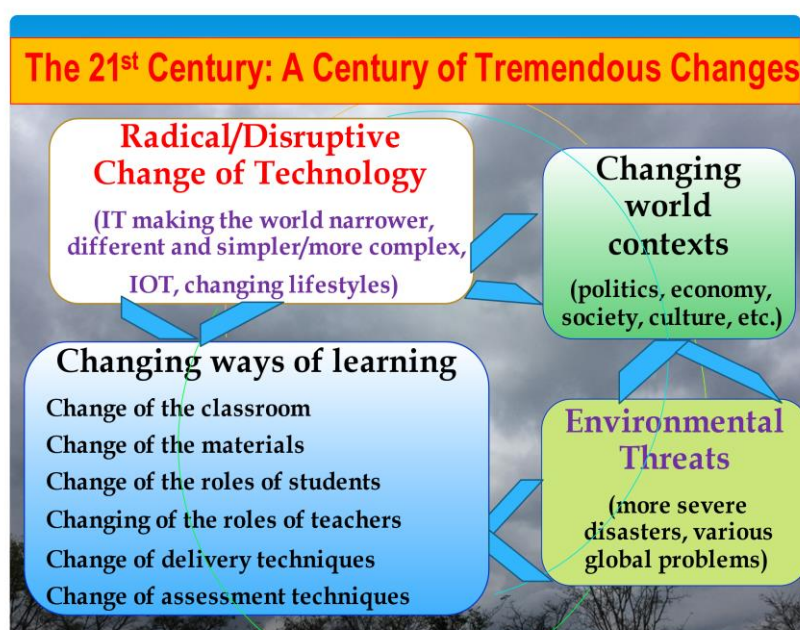 The 21st Century: A Century of Tremendous Changes
Radical/Disruptive
Change of Technology
(IT making the world narrower,
different and simpler/more complex,
IOT, changing lifestyles)
Changing
world
contexts
(politics, economy,
society, culture, etc.)
Changing ways of learning
Change of the classroom
Change of the materials
Change of the roles of students
Changing of the roles of teachers
Change of delivery techniques
Change of assessment techniques
Environmental
Threats
(more severe
disasters, various
global problems)